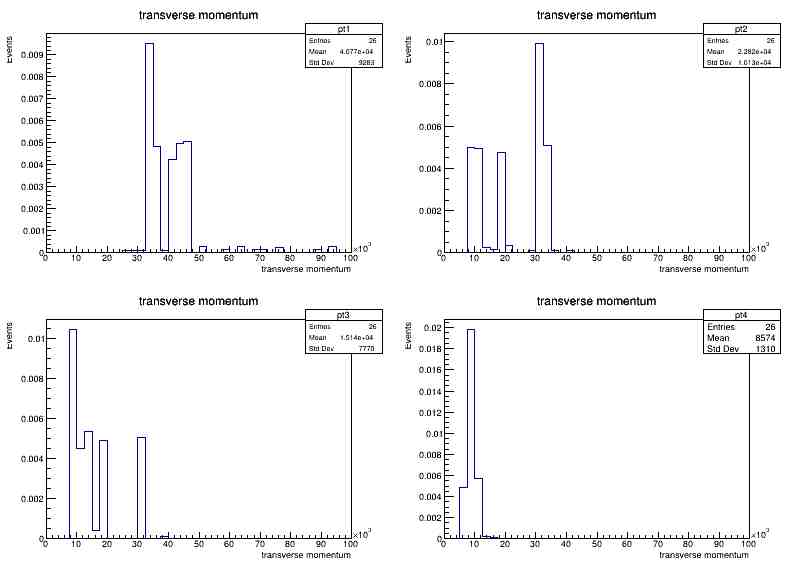 transverse momentum
pt1
Entries 26
Mean 4.077e+04
Std Dev 9283
Events
0.009
0.008
0.007
0.006
0.005
0.004
0.003
0.002
0.001
0
0 10 20 30 40 50 60 70 80 90 100
×10³
transverse momentum
transverse momentum
pt2
Entries 26
Mean 2.282e+04
Std Dev 1.013e+04
Events
0.01
0.008
0.006
0.004
0.002
0
0 10 20 30 40 50 60 70 80 90 100
×10³
transverse momentum
transverse momentum
pt3
Entries 26
Mean 1.514e+04
Std Dev 7770
Events
0.01
0.008
0.006
0.004
0.002
0
0 10 20 30 40 50 60 70 80 90 100
×10³
transverse momentum
transverse momentum
pt4
Entries 26
Mean 8574
Std Dev 1310
Events
0.02
0.018
0.016
0.014
0.012
0.01
0.008
0.006
0.004
0.002
0
0 10 20 30 40 50 60 70 80 90 100
×10³
transverse momentum